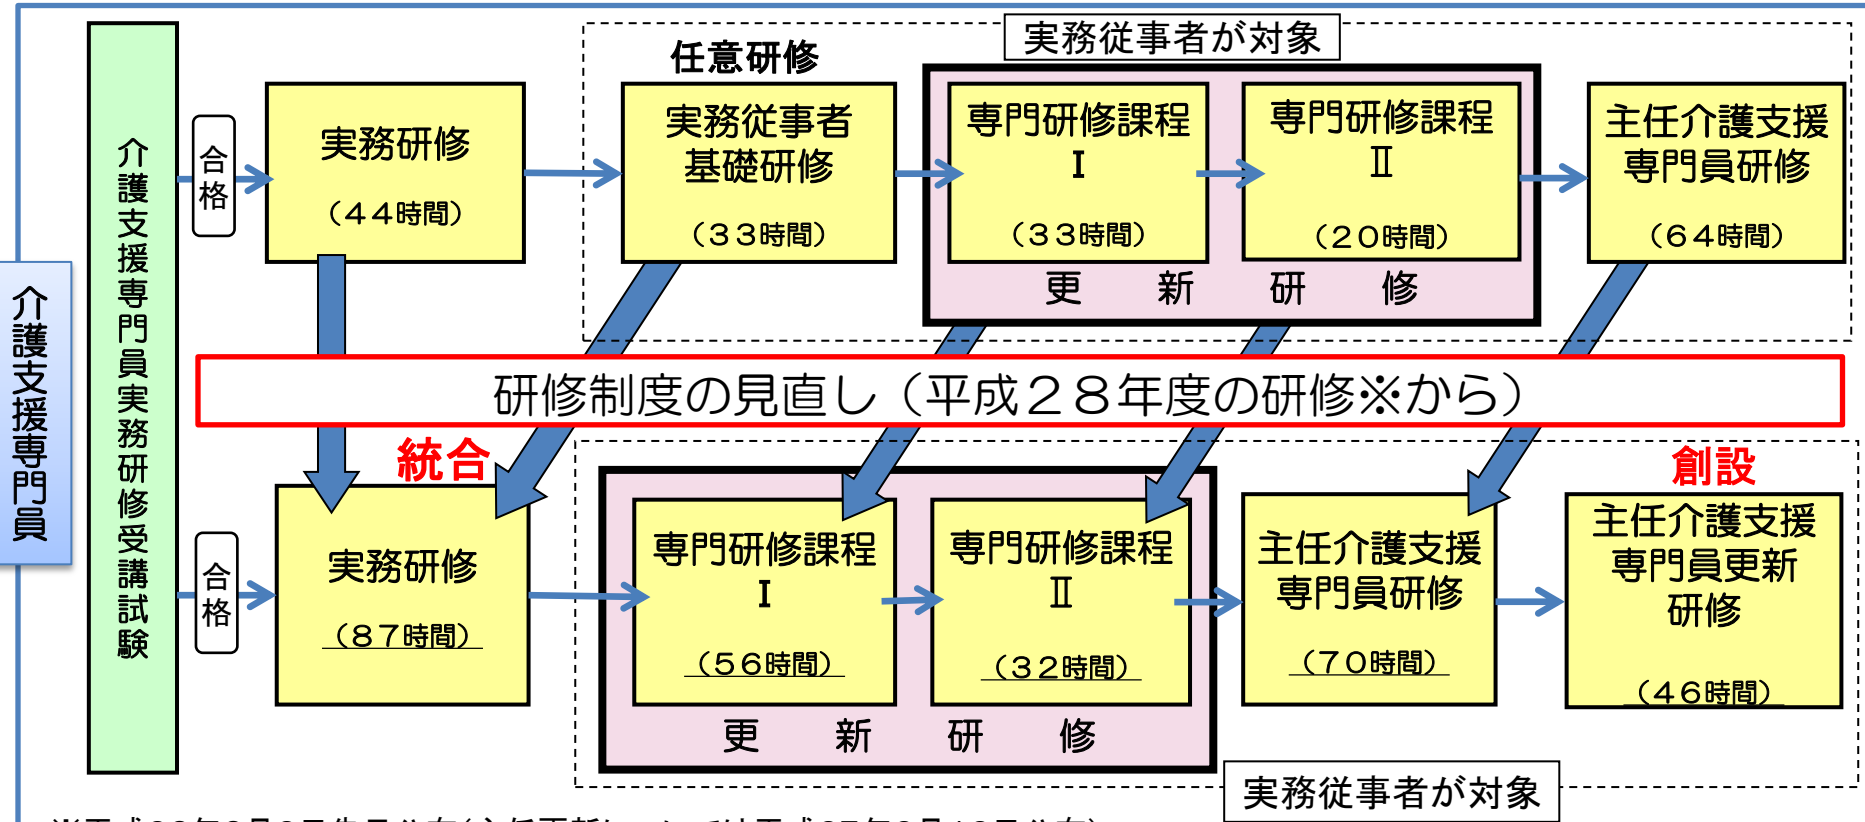 介護支援専門員
介護支援専門員実務研修受講試験
実務従事者が対象
任意研修
合格
実務研修
（４４時間）
実務従事者
基礎研修
（３３時間）
専門研修課程
Ⅰ
（３３時間）
専門研修課程
Ⅱ
（２０時間）
主任介護支援
専門員研修
（６４時間）
更　新　研　修
研修制度の見直し（平成２８年度の研修※から）
統合
創設
合格
実務研修
（８７時間）
専門研修課程
Ⅰ
（５６時間）
専門研修課程
Ⅱ
（３２時間）
主任介護支援
専門員研修
（７０時間）
主任介護支援
専門員更新
研修
（４６時間）
更　新　研　修
実務従事者が対象